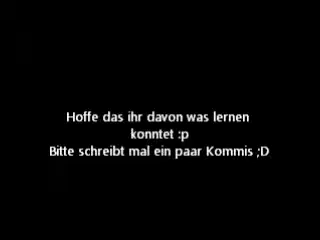 Hoffe das ihr davon was lernen
konntet :p
Bitte schreibt mal ein paar Kommis ;D